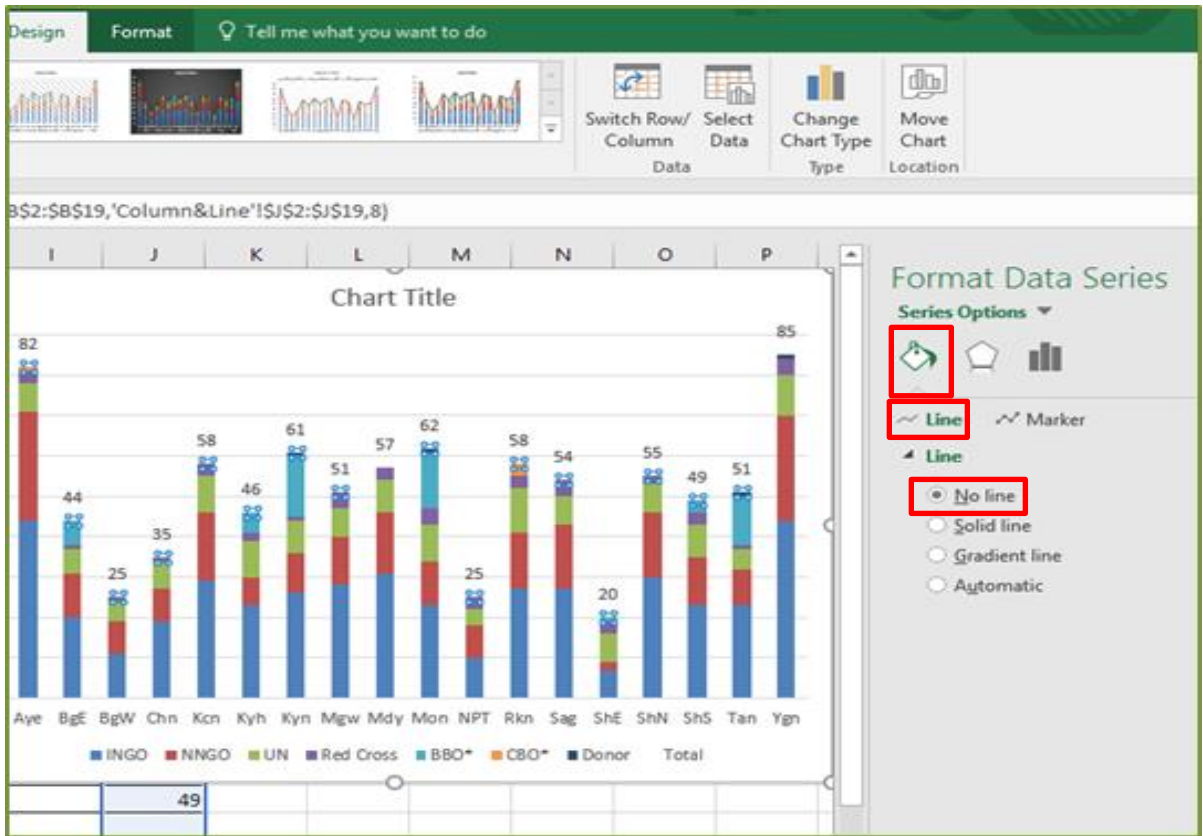 Design Format Tell me what you want to do
Switch Row/ Select Change Move
Column Data Chart Type Chart
Data Type Location
B$2:$B$19,'Column&Line'!$J$2:$J$19,8)
I J K L M N O P
Format Data Series
Series Options
Chart Title
82 44 25 35 58 46 61 51 57 62 25 58 54 20 55 49 51 85
Line Marker
Line
No line
Solid line
Gradient line
Automatic
Aye BgE BgW Chn Kcn Kyh Kyn Mgw Mdy Mon NPT Rkn Sag ShE ShN ShS Tan Ygn
INGO NNGO UN Red Cross BBO* CBO* Donor Total
49